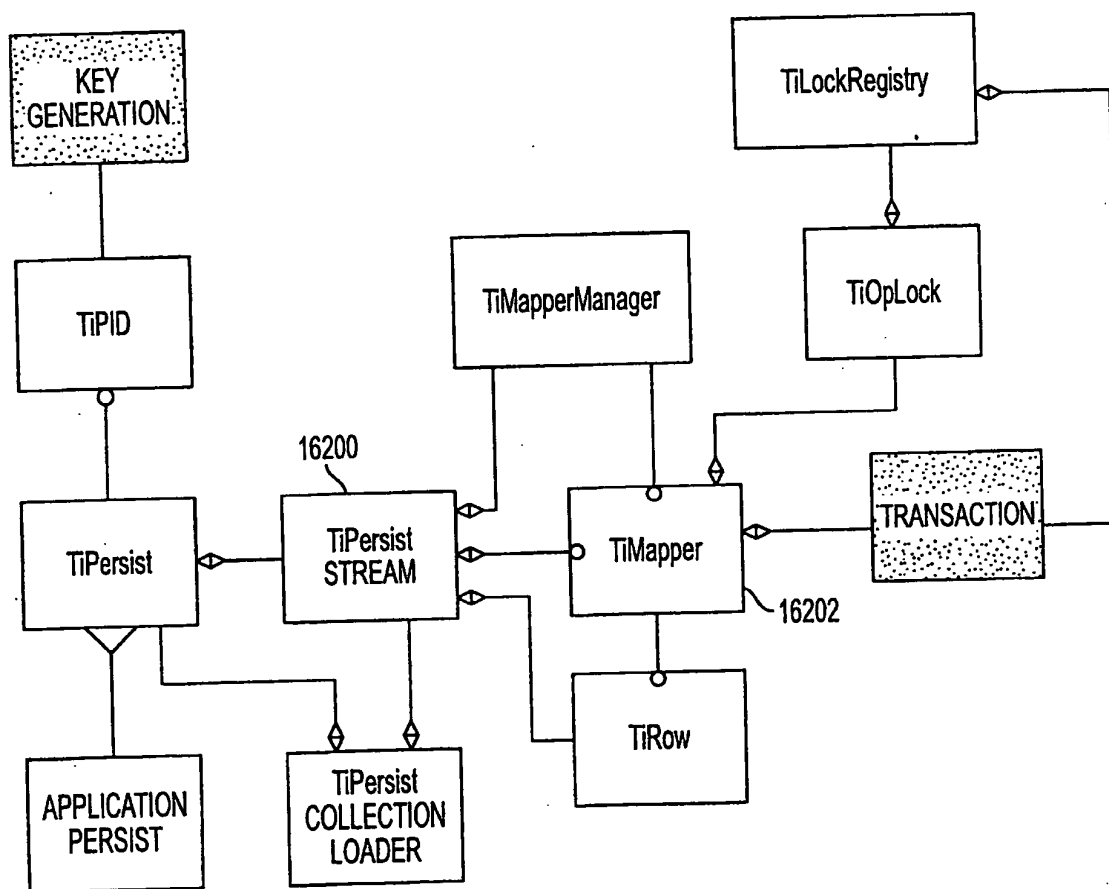 KEY
GENERATION
TiLockRegistry
TiPID
TiMapperManager
TiOpLock
16200
TiPersist
TiPersist
STREAM
TiMapper
TRANSACTION
16202
APPLICATION
PERSIST
TiPersist
COLLECTION
LOADER
TiRow